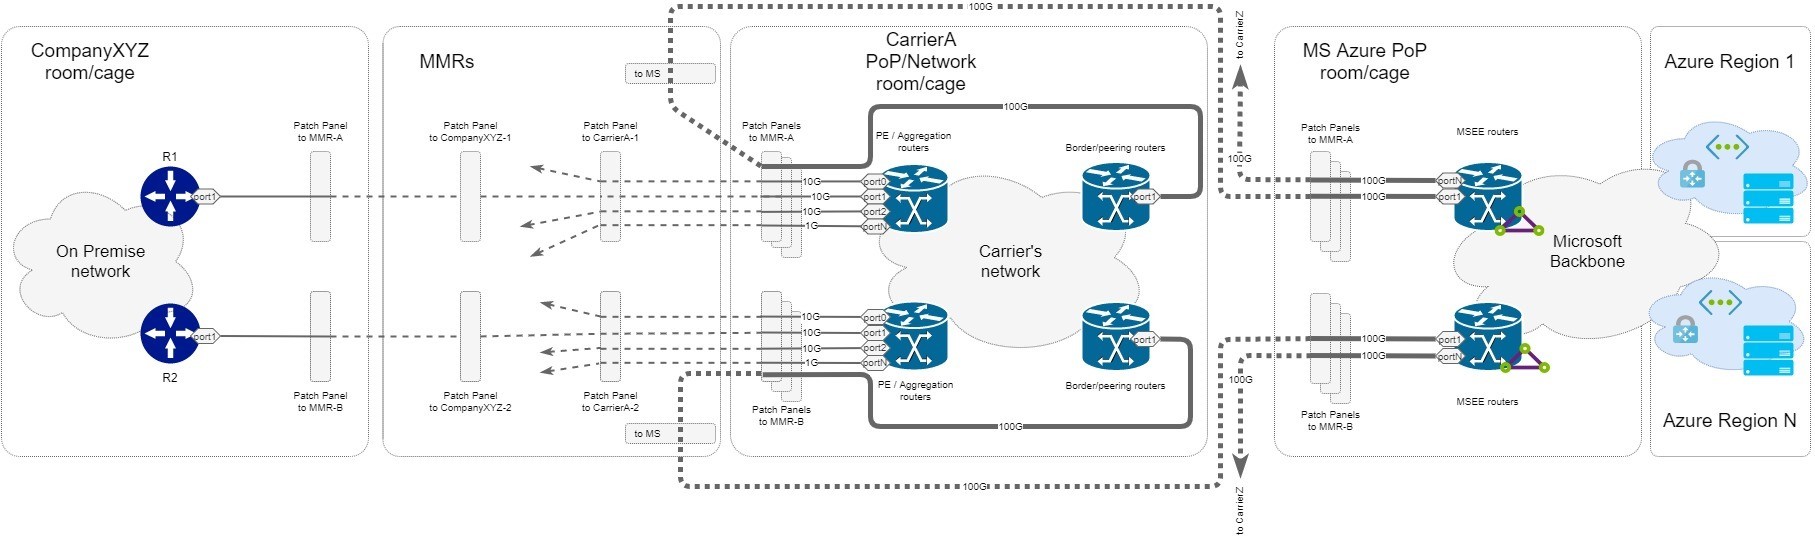 CompanyXYZ
room/cage
Patch Panel
to MMR-A
R1
port1
On Premise
network
port1
R2
Patch Panel
to MMR-B
MMRs
to MS
Patch Panel
to CompanyXYZ-1
Patch Panel
to CarrierA-1
Patch Panel
to CompanyXYZ-2
Patch Panel
to CarrierA-2
to MS
100G
CarrierA
PoP/Network
room/cage
100G
Patch Panels
to MMR-A
PE / Aggregation
routers
Border/peering routers
10G
port0
10G
port1
10G
port2
1G
portN
port1
Carrier's
network
10G
port0
10G
port1
10G
port2
1G
portN
port1
PE / Aggregation
routers
Border/peering routers
Patch Panels
to MMR-B
100G
100G
to CarrierZ
100G
100G
to CarrierZ
MS Azure PoP
room/cage
Patch Panels
to MMR-A
MSEE routers
100G
portN
100G
port1
Microsoft
Backbone
100G
port1
100G
portN
MSEE routers
Patch Panels
to MMR-B
Azure Region 1
Azure Region N